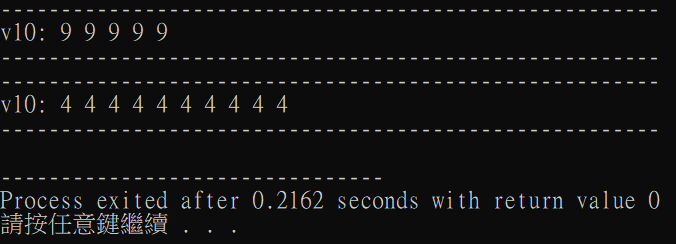 -------------------------------------------------------
v10: 9 9 9 9 9
-------------------------------------------------------
-------------------------------------------------------
v10: 4 4 4 4 4 4 4 4 4 4
-------------------------------------------------------
--------------------------------
Process exited after 0.2162 seconds with return value 0
請按任意鍵繼續 . . .